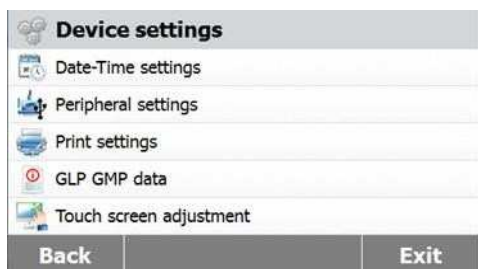 Device settings
Date-Time settings
Peripheral settings
Print settings
GLP GMP data
Touch screen adjustment
Back
Exit